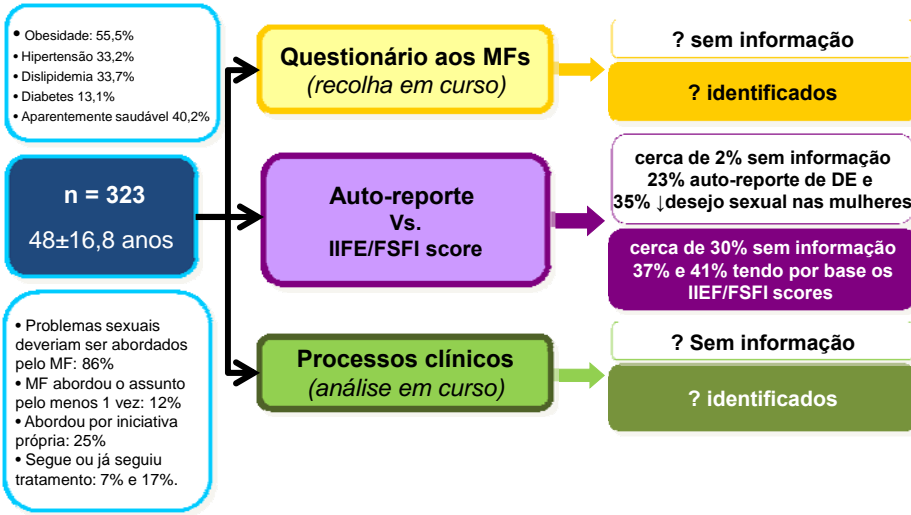 • Obesidade: 55,5%
• Hipertensão 33,2%
• Dislipidemia 33,7%
• Diabetes 13,1%
• Aparentemente saudável 40,2%
n = 323
48±16,8 anos
• Problemas sexuais
deveriam ser abordados
pelo MF: 86%
• MF abordou o assunto
pelo menos 1 vez: 12%
• Abordou por iniciativa
própria: 25%
• Segue ou já seguiu
tratamento: 7% e 17%.
Questionário aos MFs
(recolha em curso)
? sem informação
? identificados
Auto-reporte
Vs.
IIFE/FSFI score
cerca de 2% sem informação
23% auto-reporte de DE e
35% ↓desejo sexual nas mulheres
cerca de 30% sem informação
37% e 41% tendo por base os
IIEF/FSFI scores
Processos clínicos
(análise em curso)
? Sem informação
? identificados